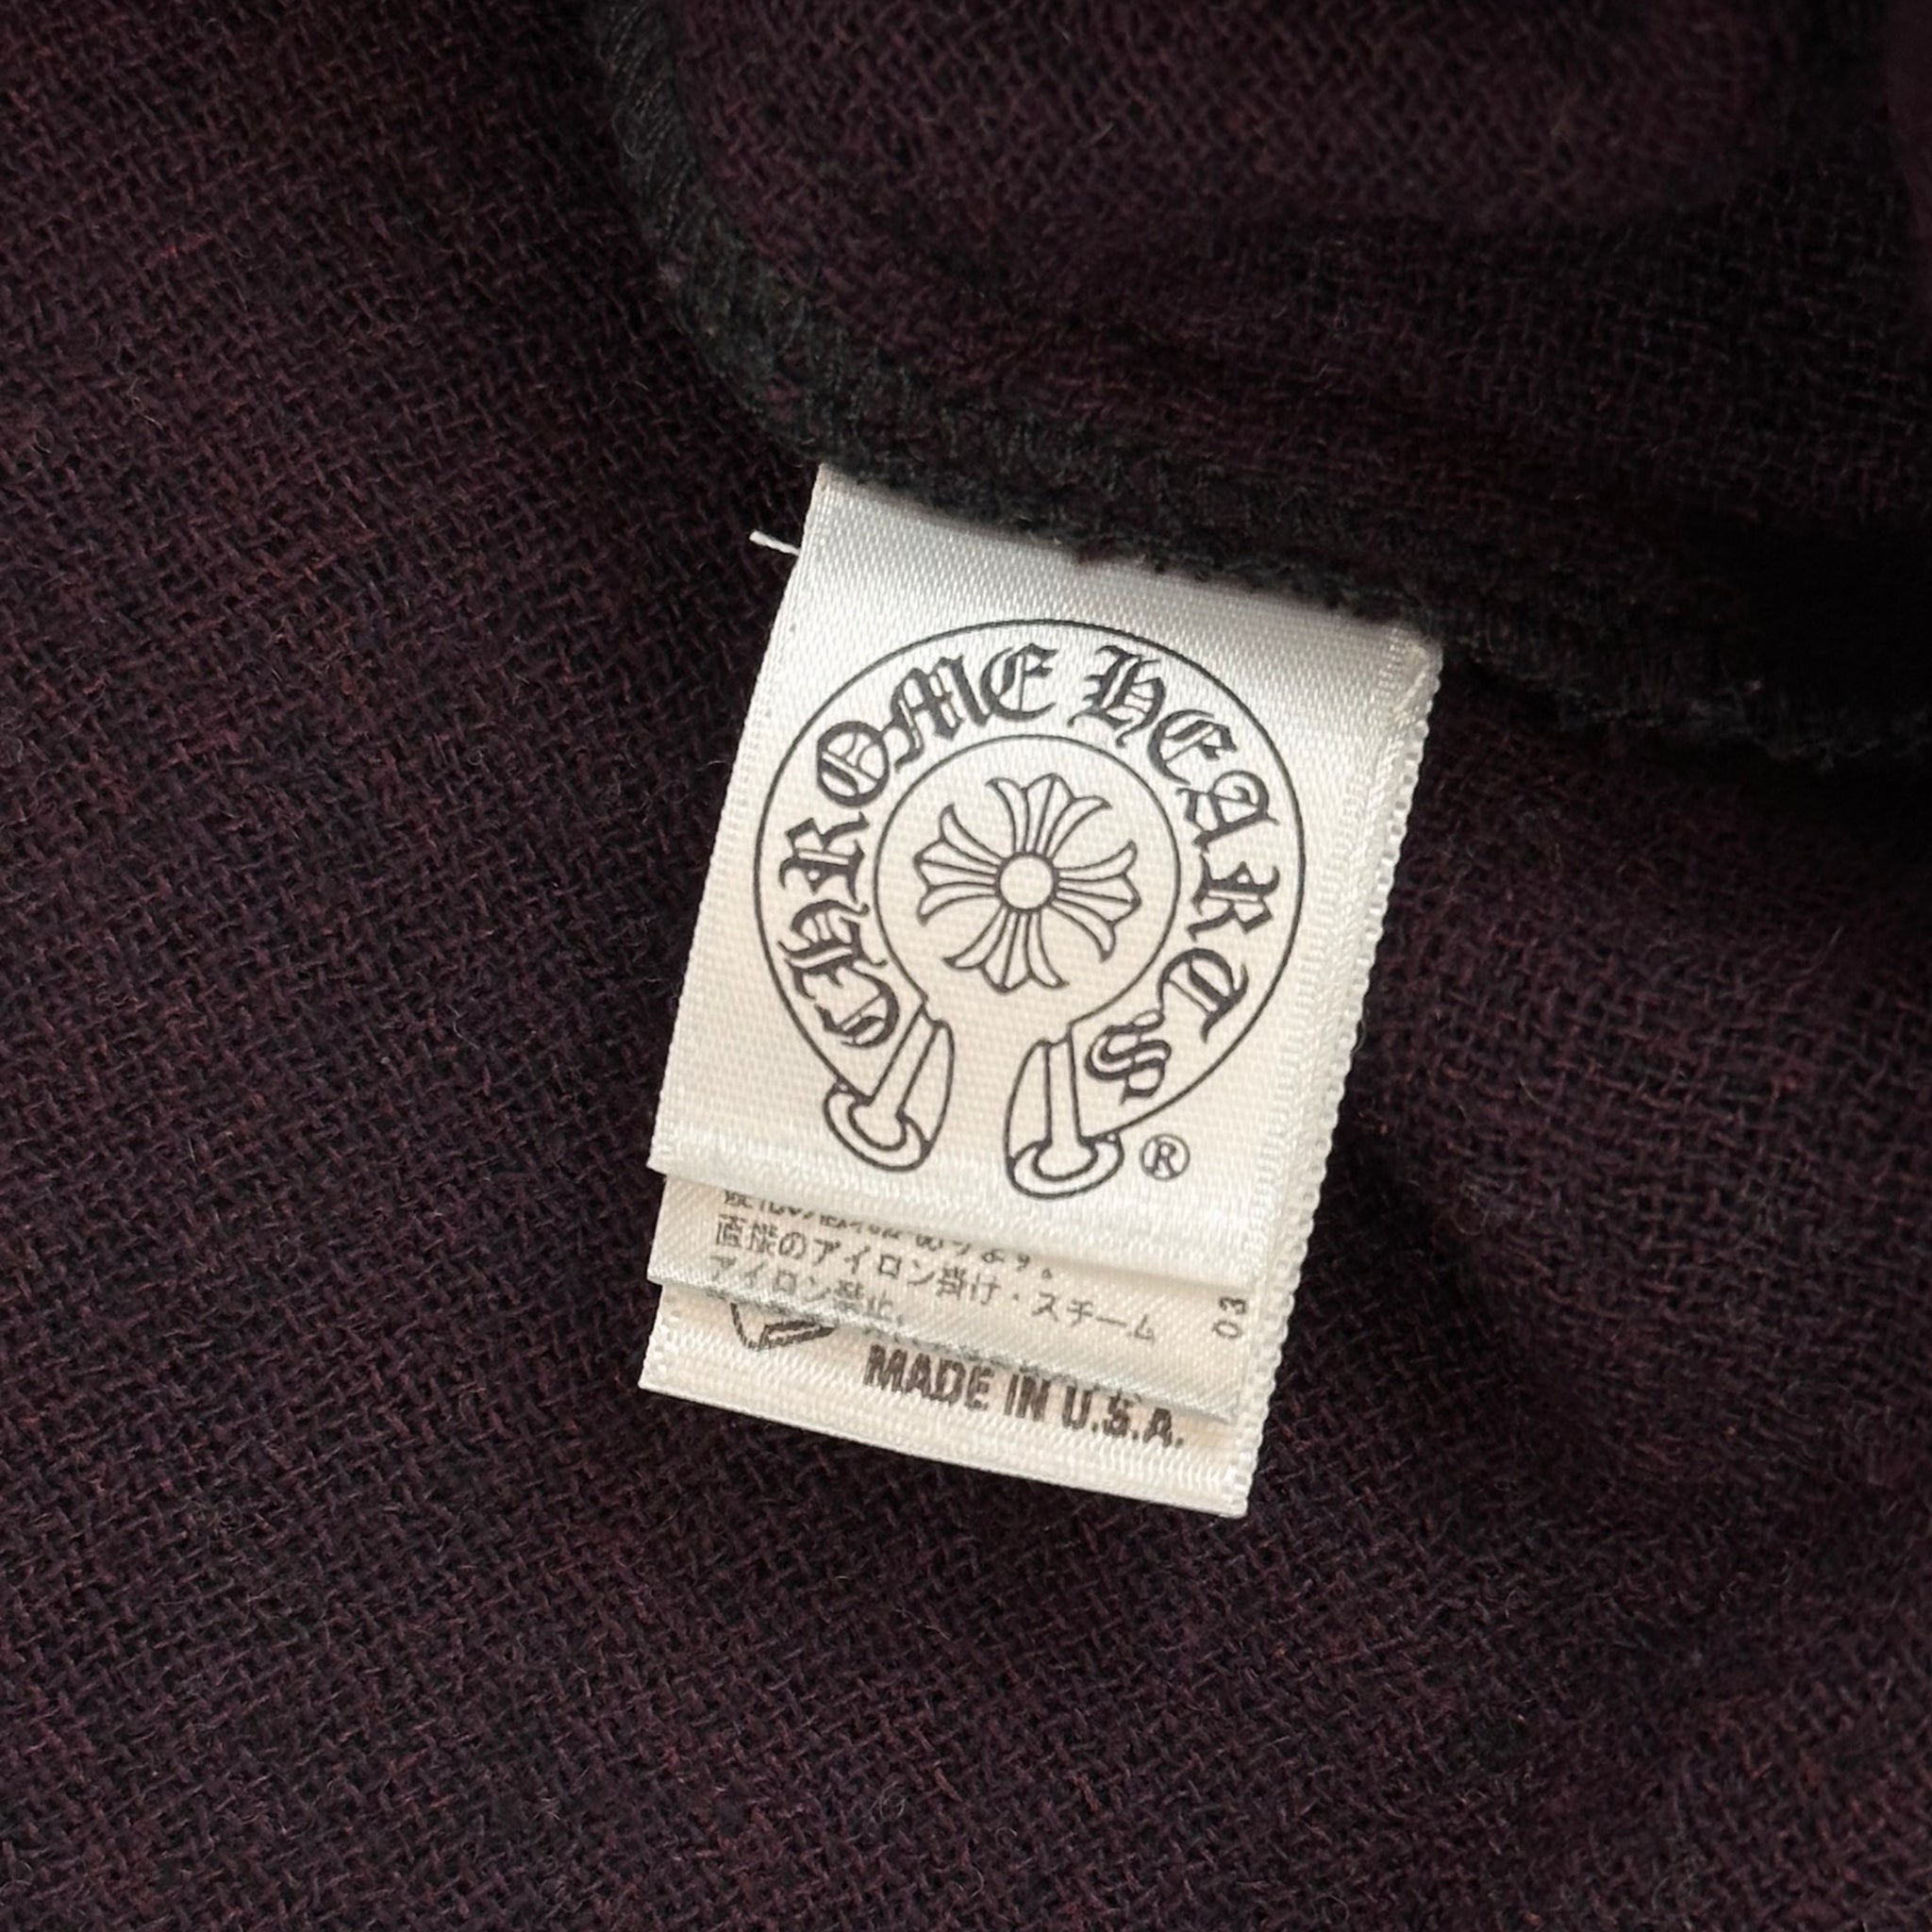 CHROME HEARTS
®
直接のアイロン掛け・スチーム
アイロン禁止.
03
MADE IN U.S.A.